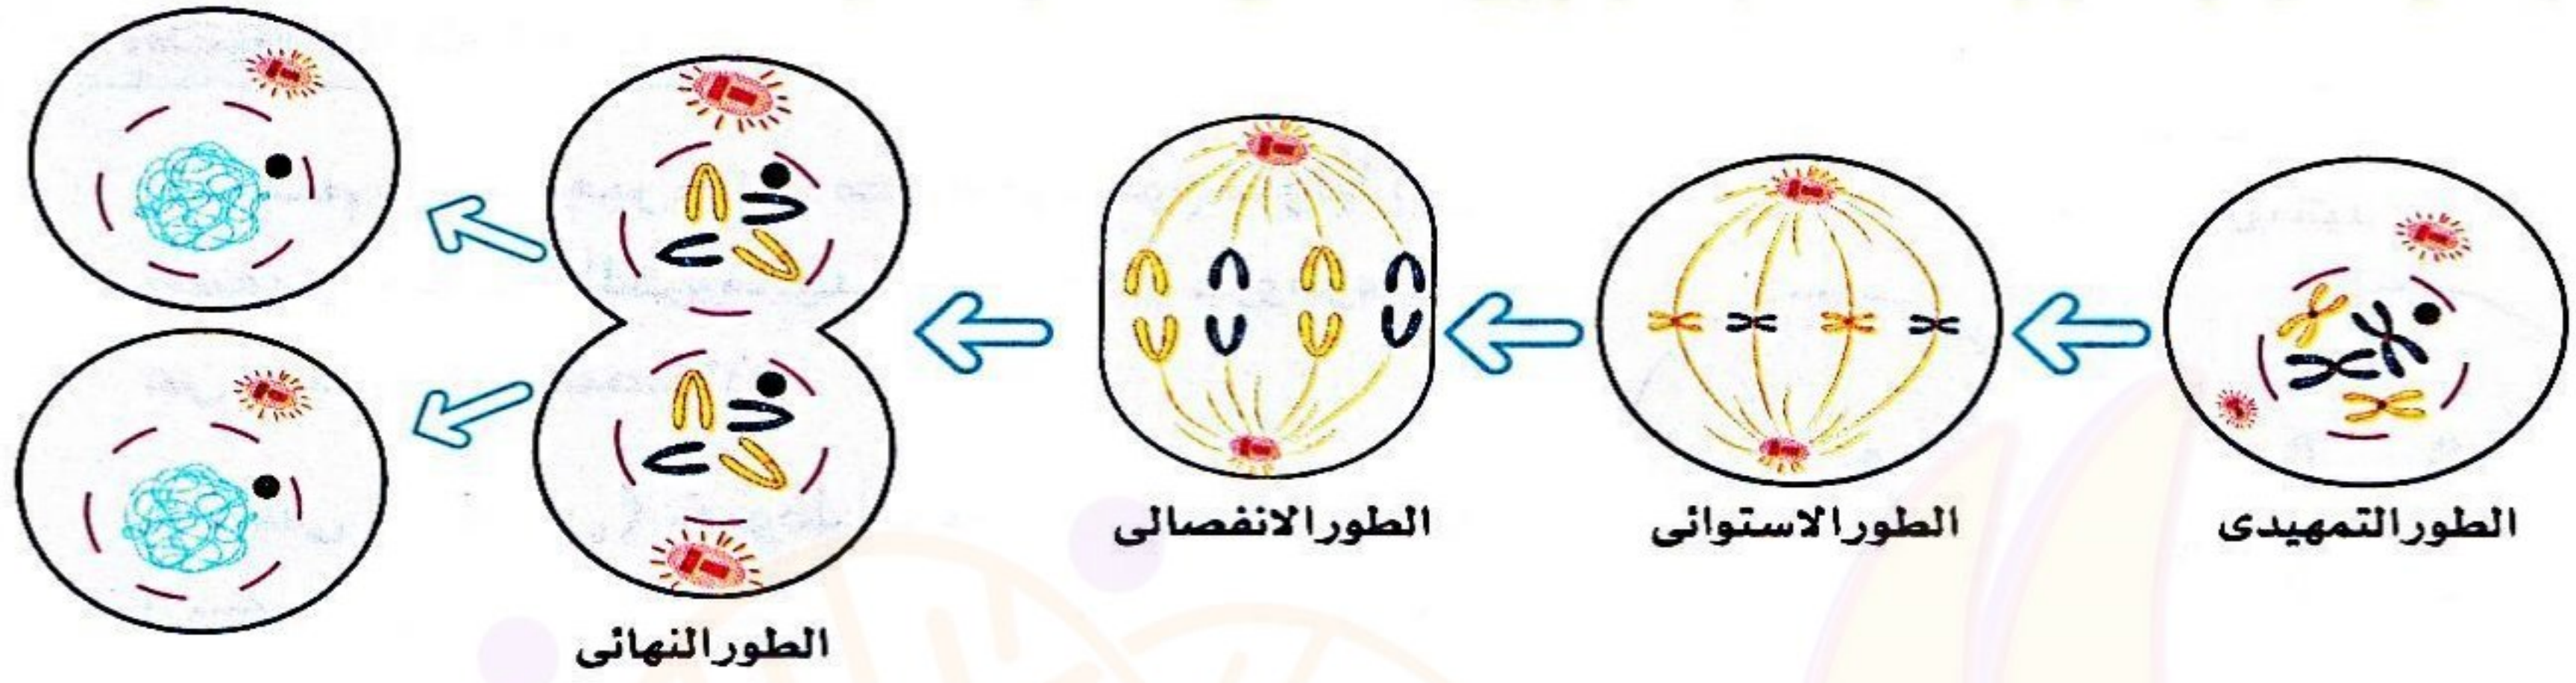 الطور التمهيدى
الطور الاستوائى
الطور الانفصالى
الطور النهائى